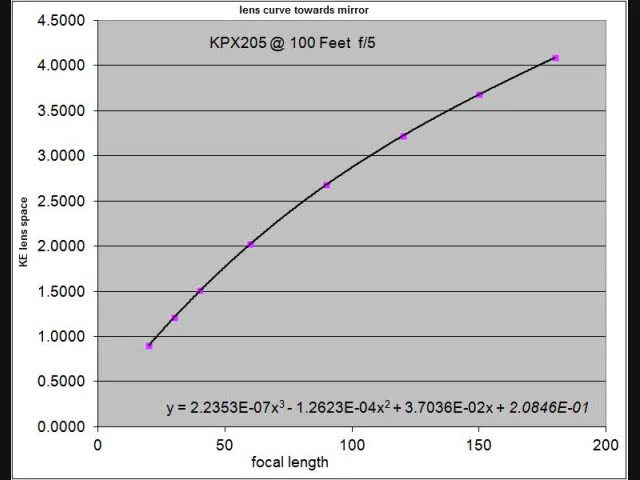 lens curve towards mirror
4.5000
KPX205 @ 100 Feet f/5
4.0000
3.5000
3.0000
2.5000
KE lens space
2.0000
1.5000
1.0000
0.5000
y = 2.2353E-07x³ - 1.2623E-04x² + 3.7036E-02x + 2.0846E-01
0.0000
0 50 100 150 200
focal length